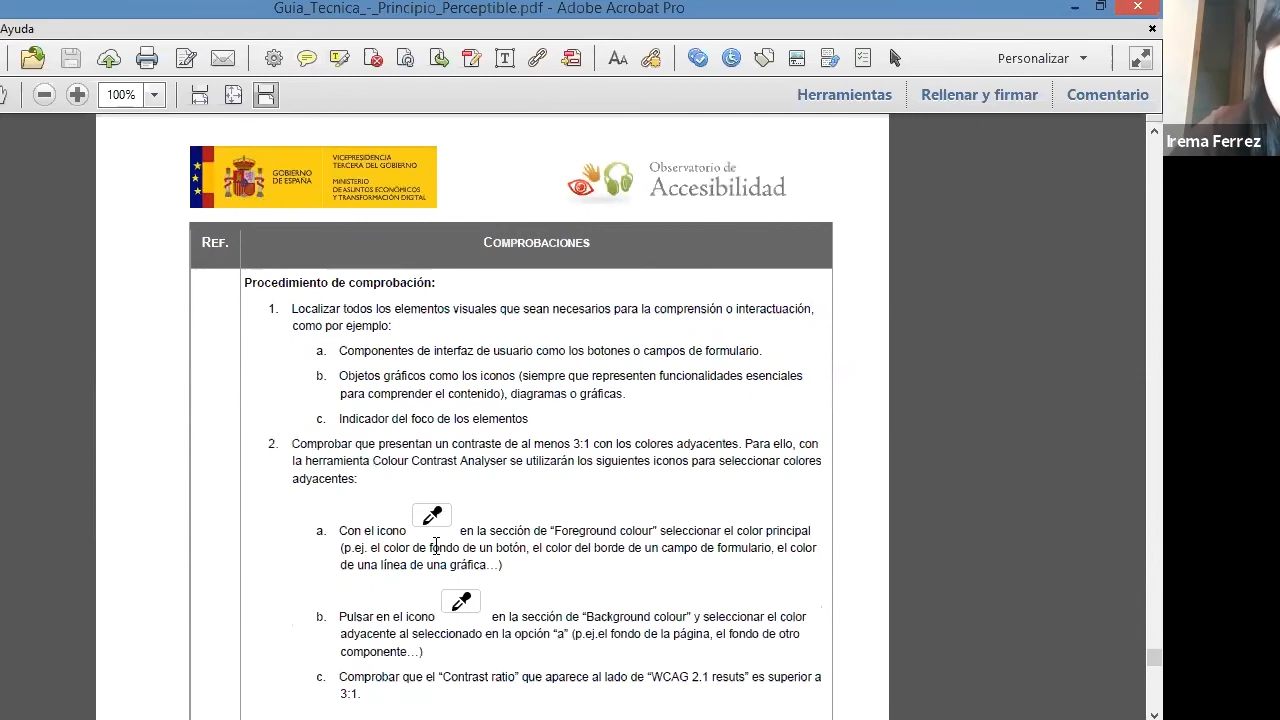 Guia_Tecnica_-_Principio_Perceptible.pdf - Adobe Acrobat Pro
Ayuda
Personalizar
100%
Herramientas
Rellenar y firmar
Comentario
Irema Ferrez
GOBIERNO
DE ESPAÑA
VICEPRESIDENCIA
TERCERA DEL GOBIERNO
MINISTERIO
DE ASUNTOS ECONÓMICOS
Y TRANSFORMACIÓN DIGITAL
Observatorio de
Accesibilidad
REF.
COMPROBACIONES
Procedimiento de comprobación:
1. Localizar todos los elementos visuales que sean necesarios para la comprensión o interactuación,
como por ejemplo:
a. Componentes de interfaz de usuario como los botones o campos de formulario.
b. Objetos gráficos como los iconos (siempre que representen funcionalidades esenciales
para comprender el contenido), diagramas o gráficas.
c. Indicador del foco de los elementos
2. Comprobar que presentan un contraste de al menos 3:1 con los colores adyacentes. Para ello, con
la herramienta Colour Contrast Analyser se utilizarán los siguientes iconos para seleccionar colores
adyacentes:
a. Con el icono en la sección de “Foreground colour” seleccionar el color principal
(p.ej. el color de fondo de un botón, el color del borde de un campo de formulario, el color
de una línea de una gráfica…)
b. Pulsar en el icono en la sección de “Background colour” y seleccionar el color
adyacente al seleccionado en la opción “a” (p.ej.el fondo de la página, el fondo de otro
componente…)
c. Comprobar que el “Contrast ratio” que aparece al lado de “WCAG 2.1 resuts” es superior a
3:1.